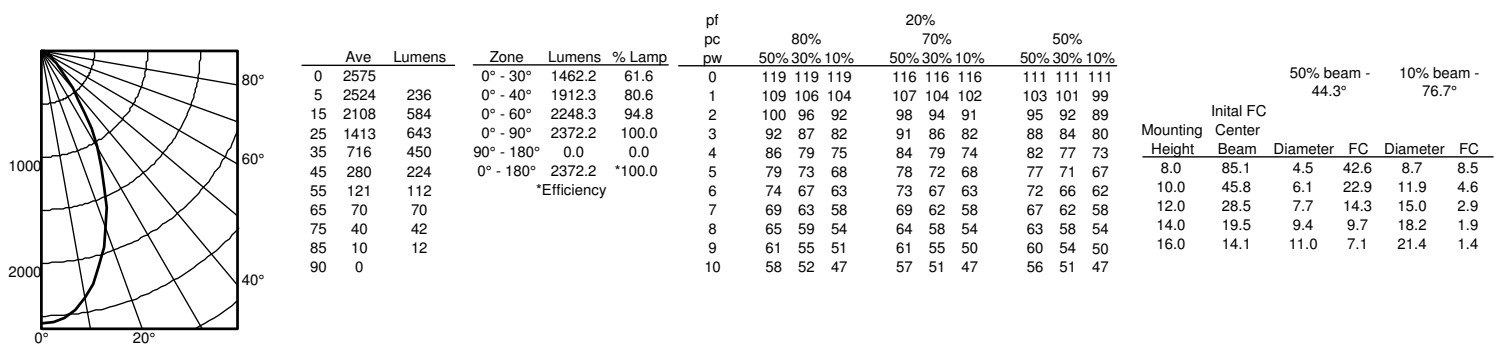 1000
2000
0°
20°
40°
60°
80°
Ave Lumens
0 2575
5 2524 236
15 2108 584
25 1413 643
35 716 450
45 280 224
55 121 112
65 70 70
75 40 42
85 10 12
90 0
Zone Lumens % Lamp
0° - 30° 1462.2 61.6
0° - 40° 1912.3 80.6
0° - 60° 2248.3 94.8
0° - 90° 2372.2 100.0
90° - 180° 0.0 0.0
0° - 180° 2372.2 *100.0
*Efficiency
pf 20%
pc 80% 70% 50%
pw 50% 30% 10% 50% 30% 10% 50% 30% 10%
0 119 119 119 116 116 116 111 111 111
1 109 106 104 107 104 102 103 101 99
2 100 96 92 98 94 91 95 92 89
3 92 87 82 91 86 82 88 84 80
4 86 79 75 84 79 74 82 77 73
5 79 73 68 78 72 68 77 71 67
6 74 67 63 73 67 63 72 66 62
7 69 63 58 69 62 58 67 62 58
8 65 59 54 64 58 54 63 58 54
9 61 55 51 61 55 50 60 54 50
10 58 52 47 57 51 47 56 51 47
50% beam - 10% beam -
44.3° 76.7°
Inital FC
Mounting Center
Height Beam Diameter FC Diameter FC
8.0 85.1 4.5 42.6 8.7 8.5
10.0 45.8 6.1 22.9 11.9 4.6
12.0 28.5 7.7 14.3 15.0 2.9
14.0 19.5 9.4 9.7 18.2 1.9
16.0 14.1 11.0 7.1 21.4 1.4